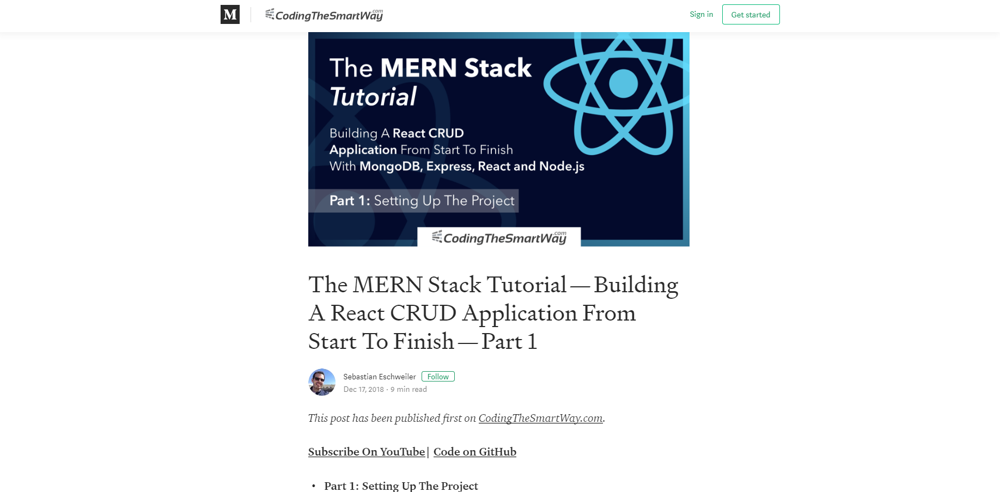 M
CodingTheSmartWay.com
Sign in
Get started
The MERN Stack
Tutorial
Building A React CRUD
Application From Start To Finish
With MongoDB, Express, React and Node.js
Part 1: Setting Up The Project
CodingTheSmartWay.com
The MERN Stack Tutorial — Building
A React CRUD Application From
Start To Finish — Part 1
Sebastian Eschweiler Follow
Dec 17, 2018 · 9 min read
This post has been published first on CodingTheSmartWay.com.
Subscribe On YouTube | Code on GitHub
• Part 1: Setting Up The Project